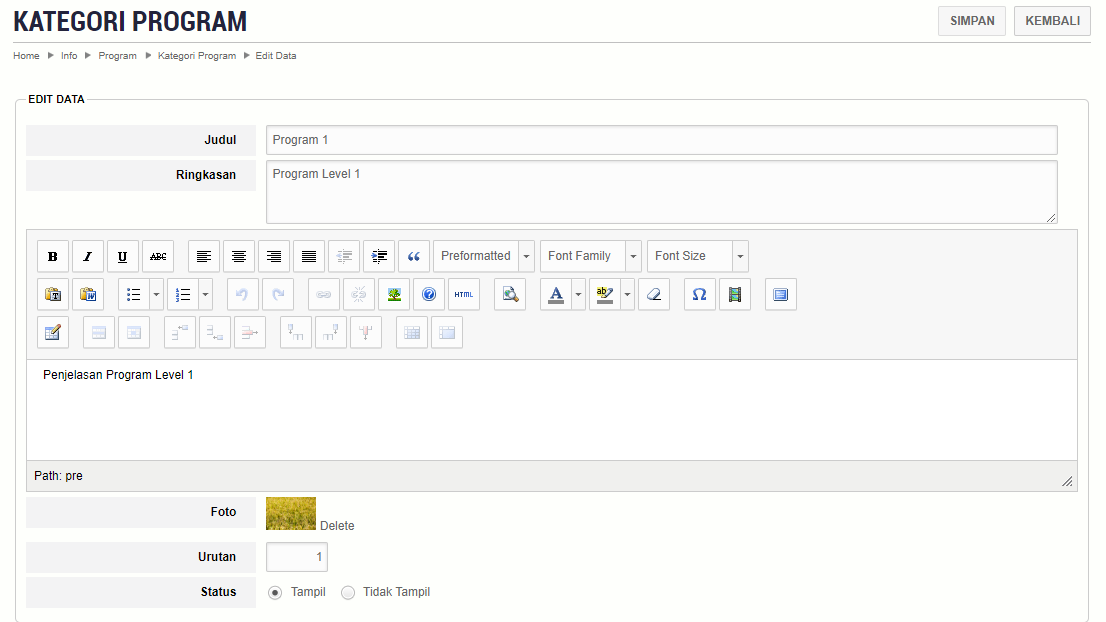 KATEGORI PROGRAM
SIMPAN KEMBALI
Home Info Program Kategori Program Edit Data
EDIT DATA
Judul Program 1
Ringkasan Program Level 1
B I U ABC Preformatted Font Family Font Size
T W HTML A ab Ω
Penjelasan Program Level 1
Path: pre
Foto Delete
Urutan 1
Status Tampil Tidak Tampil